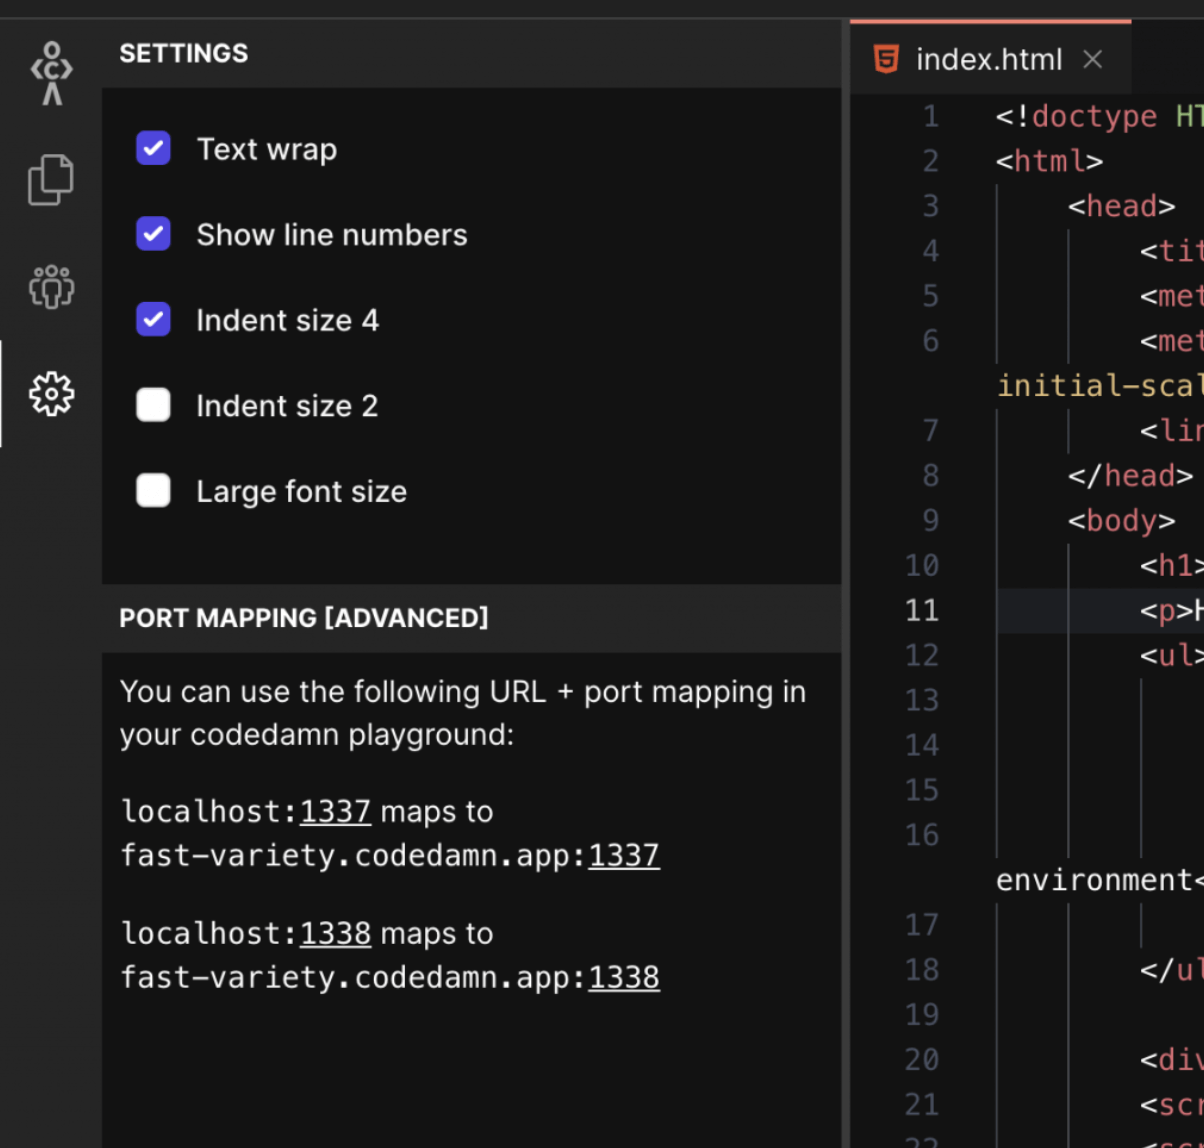 SETTINGS
Text wrap
Show line numbers
Indent size 4
Indent size 2
Large font size
PORT MAPPING [ADVANCED]
You can use the following URL + port mapping in
your codedamn playground:
localhost:1337 maps to
fast-variety.codedamn.app:1337
localhost:1338 maps to
fast-variety.codedamn.app:1338
index.html
1 <!doctype HT
2 <html>
3 <head>
4 <tit
5 <met
6 <met
initial-scal
7 <lin
8 </head>
9 <body>
10 <h1>
11 <p>H
12 <ul>
13
14
15
16
environment<
17
18 </ul
19
20 <div
21 <scr
22 <scr